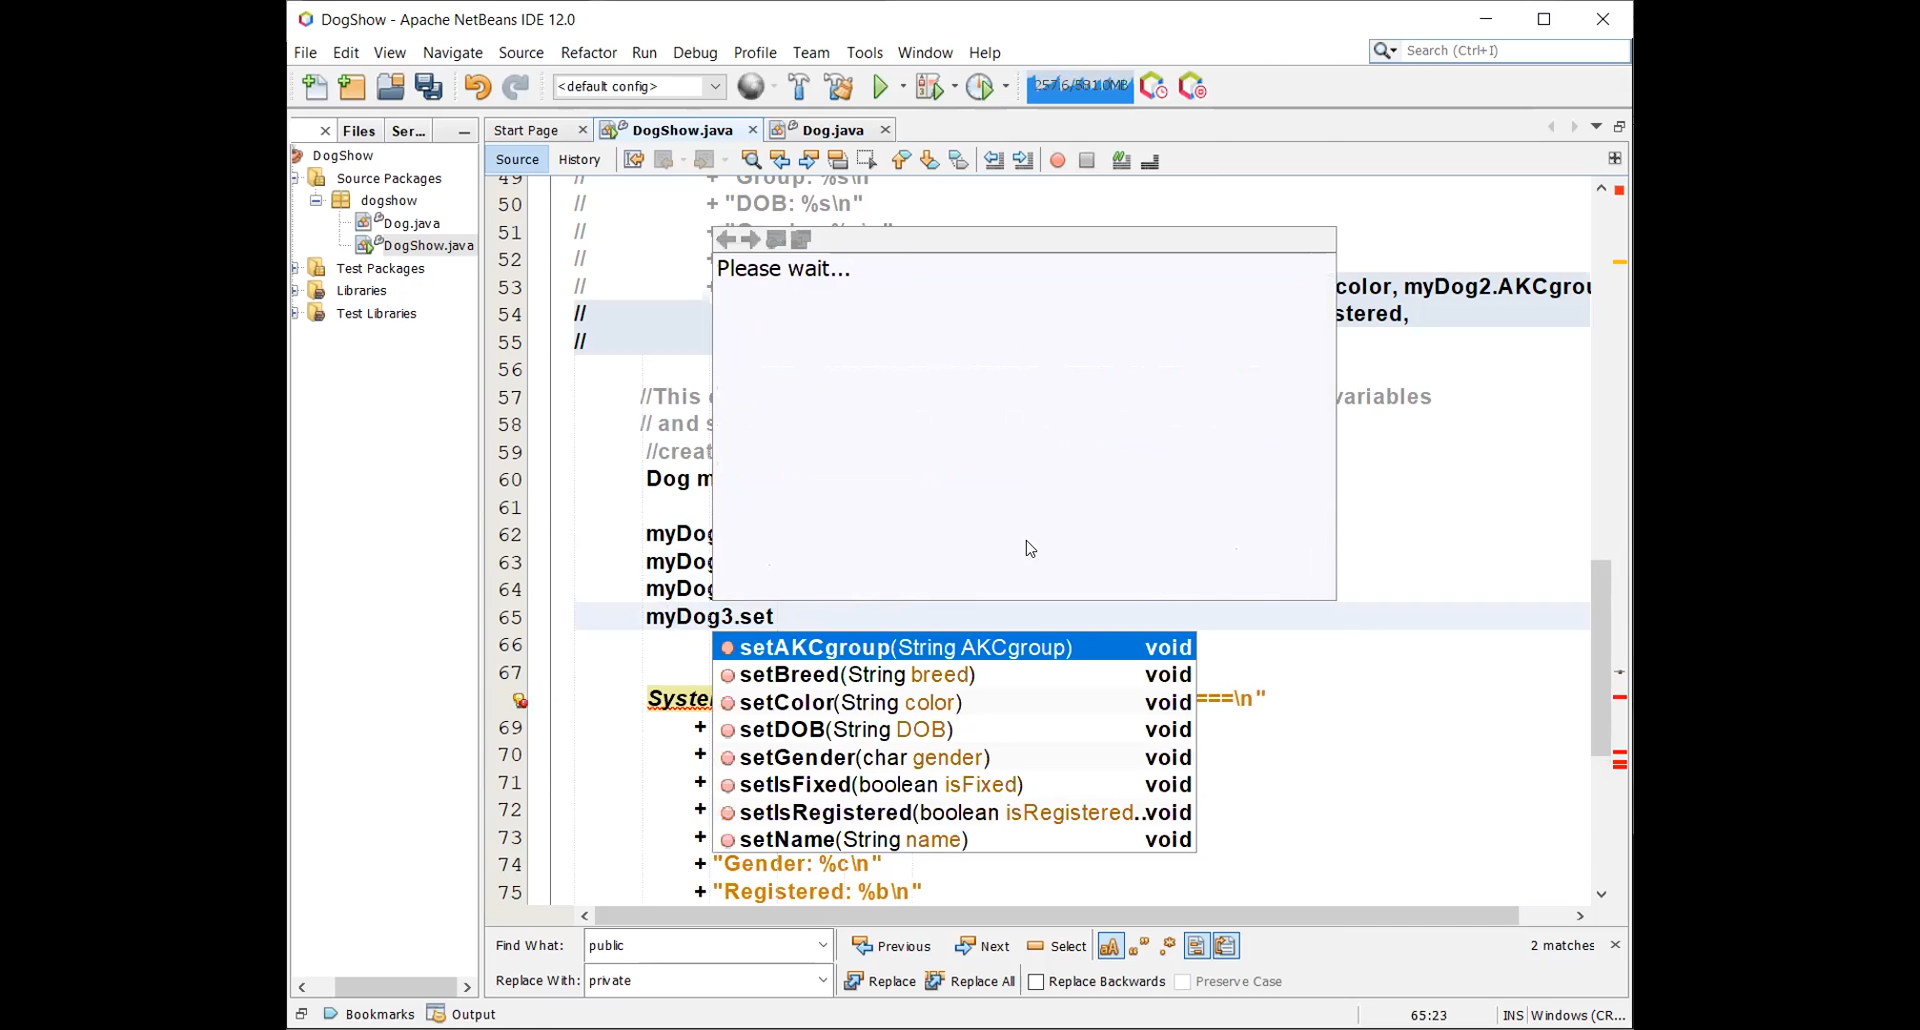 DogShow - Apache NetBeans IDE 12.0
File Edit View Navigate Source Refactor Run Debug Profile Team Tools Window Help
Search (Ctrl+I)
<default config>
257.6/581.0MB
Files Ser...
Start Page DogShow.java Dog.java
DogShow
Source Packages
dogshow
Dog.java
DogShow.java
Test Packages
Libraries
Test Libraries
Source History
49 // + "Group: %s\n"
50 // + "DOB: %s\n"
51 // +
52 //
53 // color, myDog2.AKCgrou
54 // stered,
55 //
56
57 //This variables
58 // and s
59 //creat
60 Dog m
61
62 myDog
63 myDog
64 myDog
65 myDog3.set
66
67
Syste ===\n"
69 +
70 +
71 +
72 +
73 +
74 + "Gender: %c\n"
75 + "Registered: %b\n"
Please wait...
setAKCgroup(String AKCgroup) void
setBreed(String breed) void
setColor(String color) void
setDOB(String DOB) void
setGender(char gender) void
setIsFixed(boolean isFixed) void
setIsRegistered(boolean isRegistered.. void
setName(String name) void
Find What: public Previous Next Select 2 matches
Replace With: private Replace Replace All Replace Backwards Preserve Case
Bookmarks Output
65:23 INS Windows (CR...